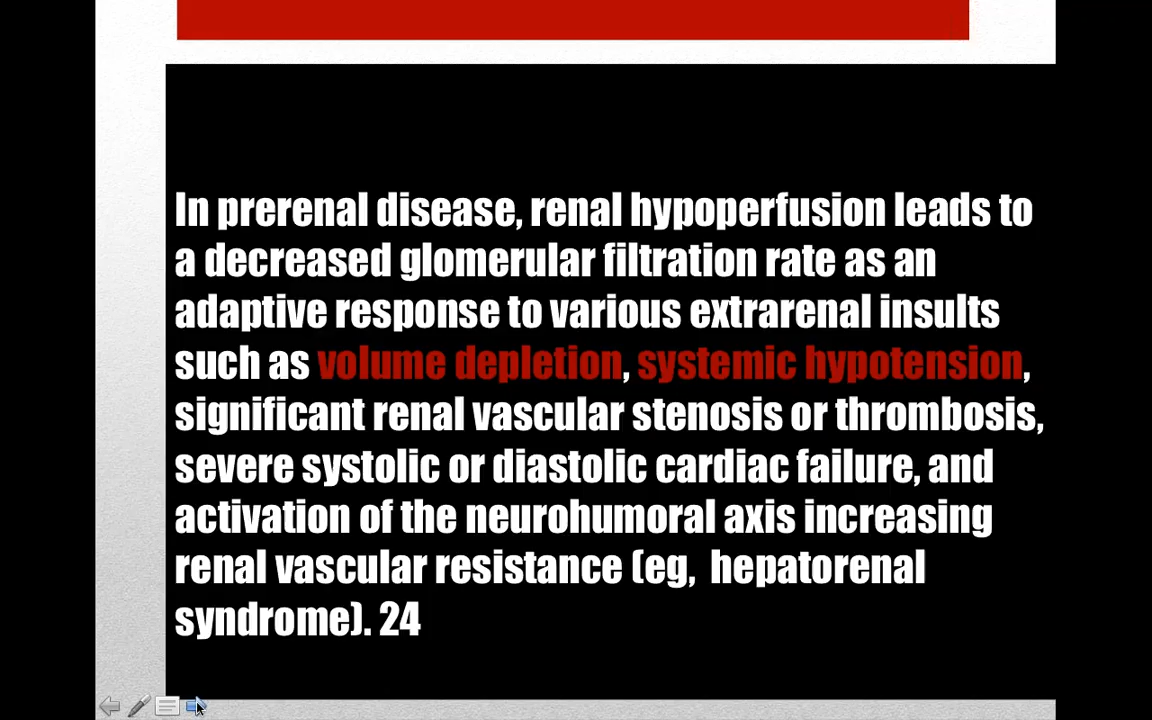 In prerenal disease, renal hypoperfusion leads to
a decreased glomerular filtration rate as an
adaptive response to various extrarenal insults
such as volume depletion, systemic hypotension,
significant renal vascular stenosis or thrombosis,
severe systolic or diastolic cardiac failure, and
activation of the neurohumoral axis increasing
renal vascular resistance (eg,  hepatorenal
syndrome). 24